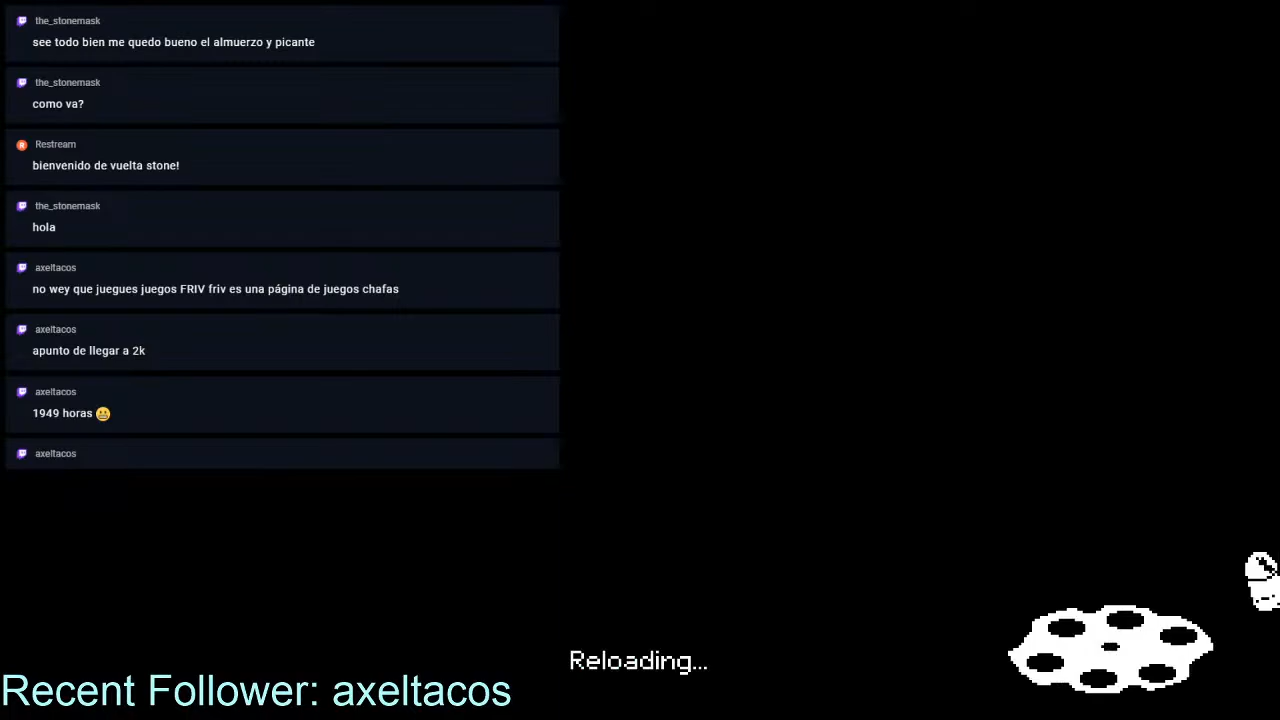 the_stonemask
see todo bien me quedo bueno el almuerzo y picante
the_stonemask
como va?
Restream
bienvenido de vuelta stone!
the_stonemask
hola
axeltacos
no wey que juegues juegos FRIV friv es una página de juegos chafas
axeltacos
apunto de llegar a 2k
axeltacos
1949 horas 😬
axeltacos
Reloading...
Recent Follower: axeltacos